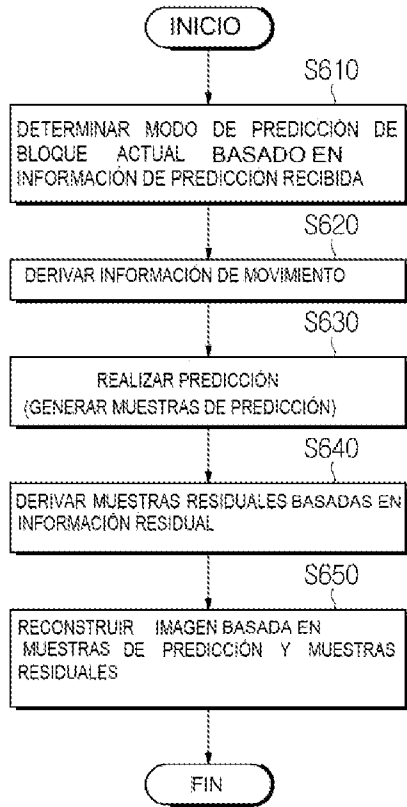 INICIO
S610
DETERMINAR MODO DE PREDICCIÓN DE
BLOQUE ACTUAL BASADO EN
INFORMACIÓN DE PREDICCION RECIBIDA
S620
DERIVAR INFORMACIÓN DE MOVIMIENTO
S630
REALIZAR PREDICCIÓN
(GENERAR MUESTRAS DE PREDICCIÓN)
S640
DERIVAR MUESTRAS RESIDUALES BASADAS EN
INFORMACIÓN RESIDUAL
S650
RECONSTRUIR IMAGEN BASADA EN
MUESTRAS DE PREDICCIÓN Y MUESTRAS
RESIDUALES
FIN